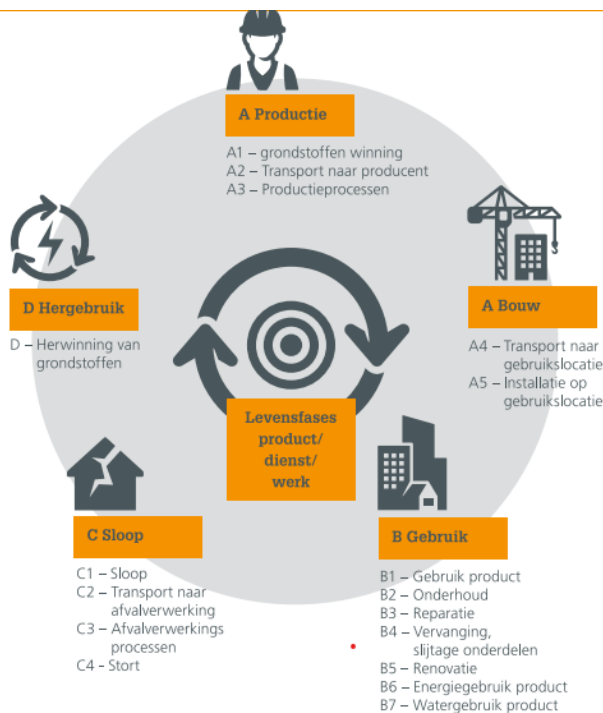 A Productie
A1 – grondstoffen winning
A2 – Transport naar producent
A3 – Productieprocessen
A Bouw
A4 – Transport naar
gebruikslocatie
A5 – Installatie op
gebruikslocatie
B Gebruik
B1 – Gebruik product
B2 – Onderhoud
B3 – Reparatie
B4 – Vervanging,
slijtage onderdelen
B5 – Renovatie
B6 – Energiegebruik product
B7 – Watergebruik product
C Sloop
C1 – Sloop
C2 – Transport naar
afvalverwerking
C3 – Afvalverwerkings
processen
C4 - Stort
D Hergebruik
D – Herwinning van
grondstoffen
Levensfases
product/
dienst/
werk